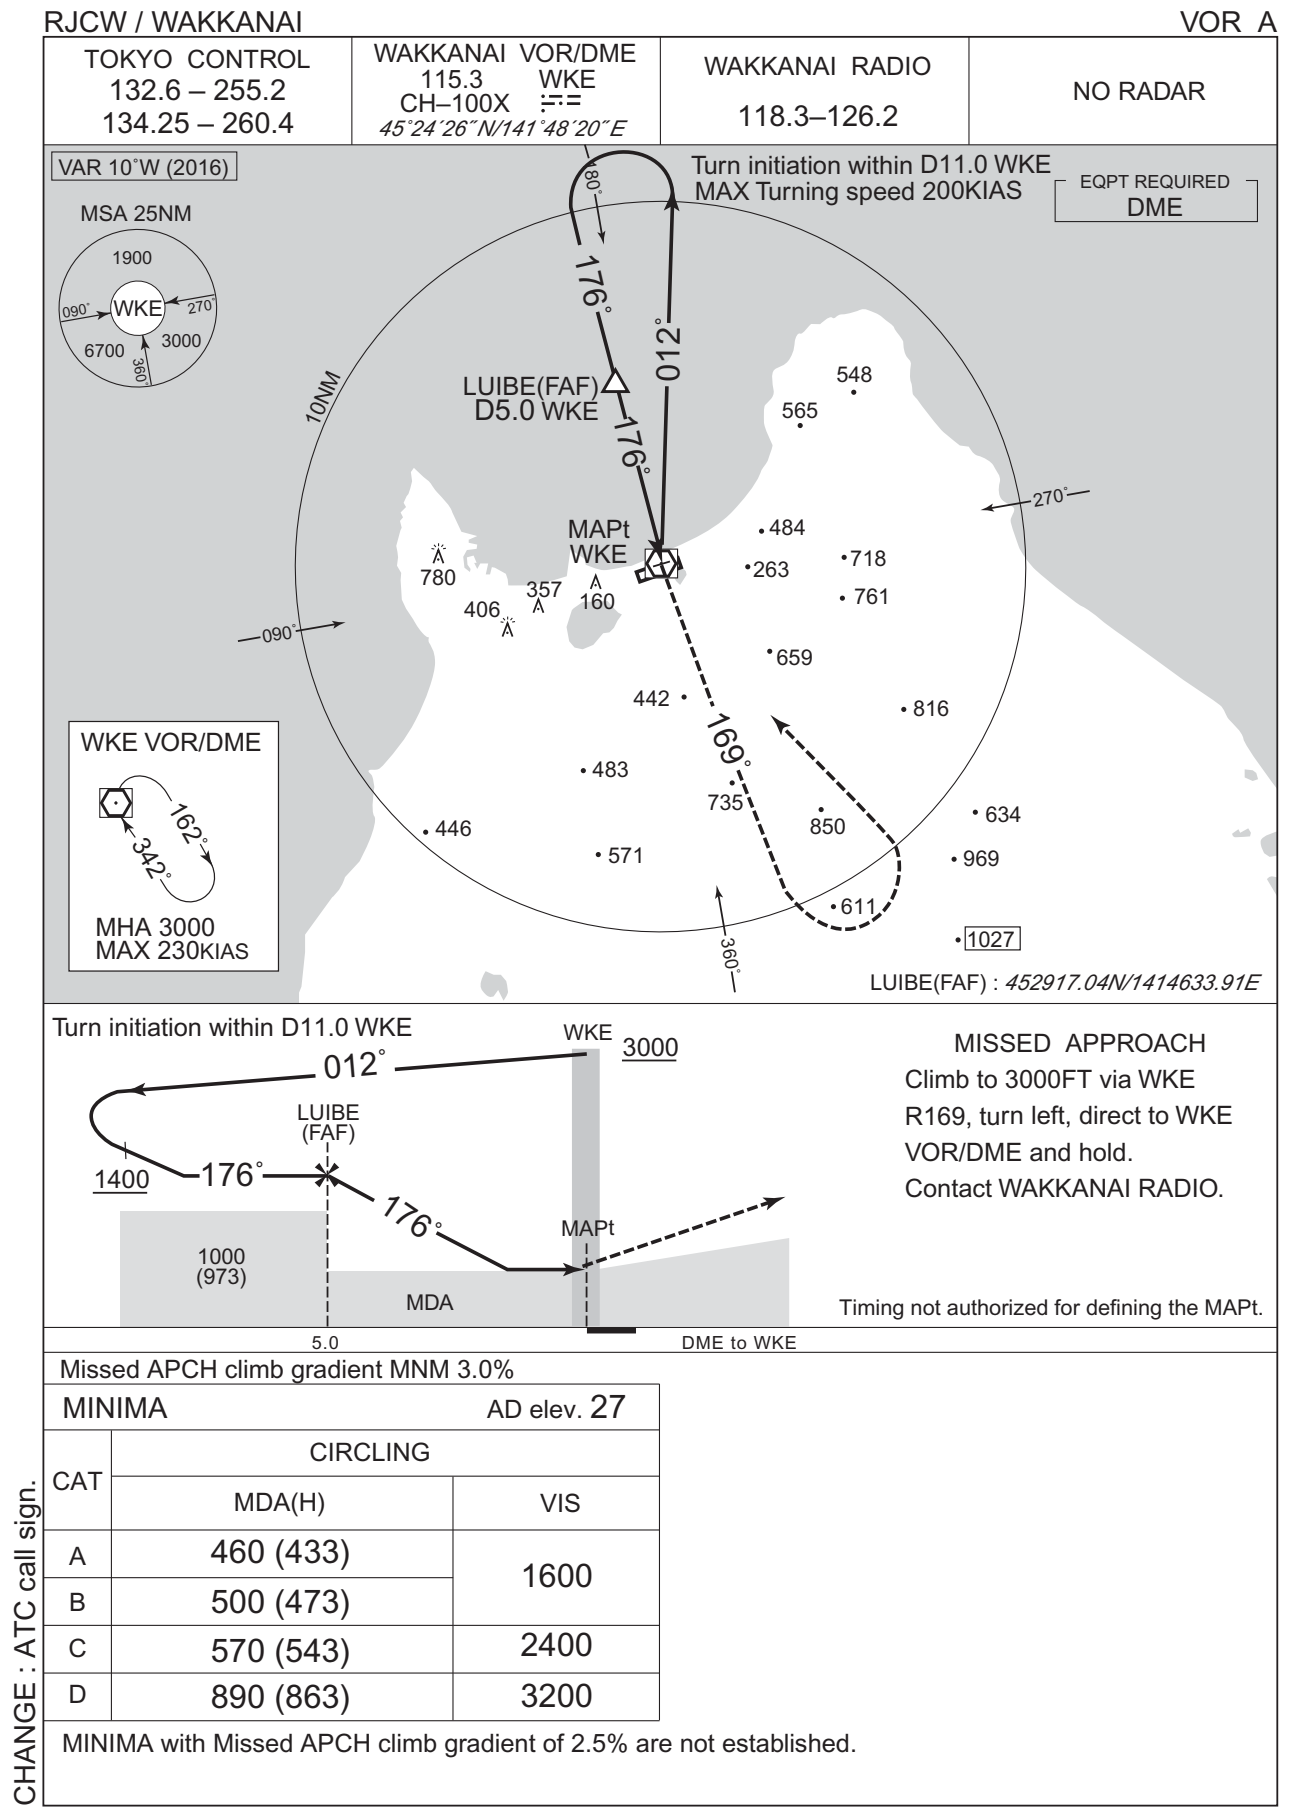 RJCW / WAKKANAI
VOR A
TOKYO CONTROL
132.6 – 255.2
134.25 – 260.4
WAKKANAI VOR/DME
115.3 WKE
CH–100X
45˚24´26˝N/141˚48´20˝E
WAKKANAI RADIO
118.3–126.2
NO RADAR
VAR 10˚W (2016)
MSA 25NM
1900
090˚
WKE
270˚
6700
3000
360˚
180˚
Turn initiation within D11.0 WKE
MAX Turning speed 200KIAS
EQPT REQUIRED
DME
176˚
012˚
10NM
LUIBE(FAF)
D5.0 WKE
176˚
548
565
270˚
MAPt
WKE
484
263
718
761
780
357
406
160
090˚
659
442
816
169˚
WKE VOR/DME
162˚
342˚
MHA 3000
MAX 230KIAS
483
735
850
634
446
571
969
611
1027
360˚
LUIBE(FAF) : 452917.04N/1414633.91E
Turn initiation within D11.0 WKE
WKE
3000
012˚
LUIBE
(FAF)
1400
176˚
176˚
MAPt
1000
(973)
MDA
5.0
DME to WKE
MISSED APPROACH
Climb to 3000FT via WKE
R169, turn left, direct to WKE
VOR/DME and hold.
Contact WAKKANAI RADIO.
Timing not authorized for defining the MAPt.
Missed APCH climb gradient MNM 3.0%
MINIMA AD elev. 27
CAT
CIRCLING
MDA(H) VIS
A 460 (433) 1600
B 500 (473)
C 570 (543) 2400
D 890 (863) 3200
MINIMA with Missed APCH climb gradient of 2.5% are not established.
CHANGE : ATC call sign.